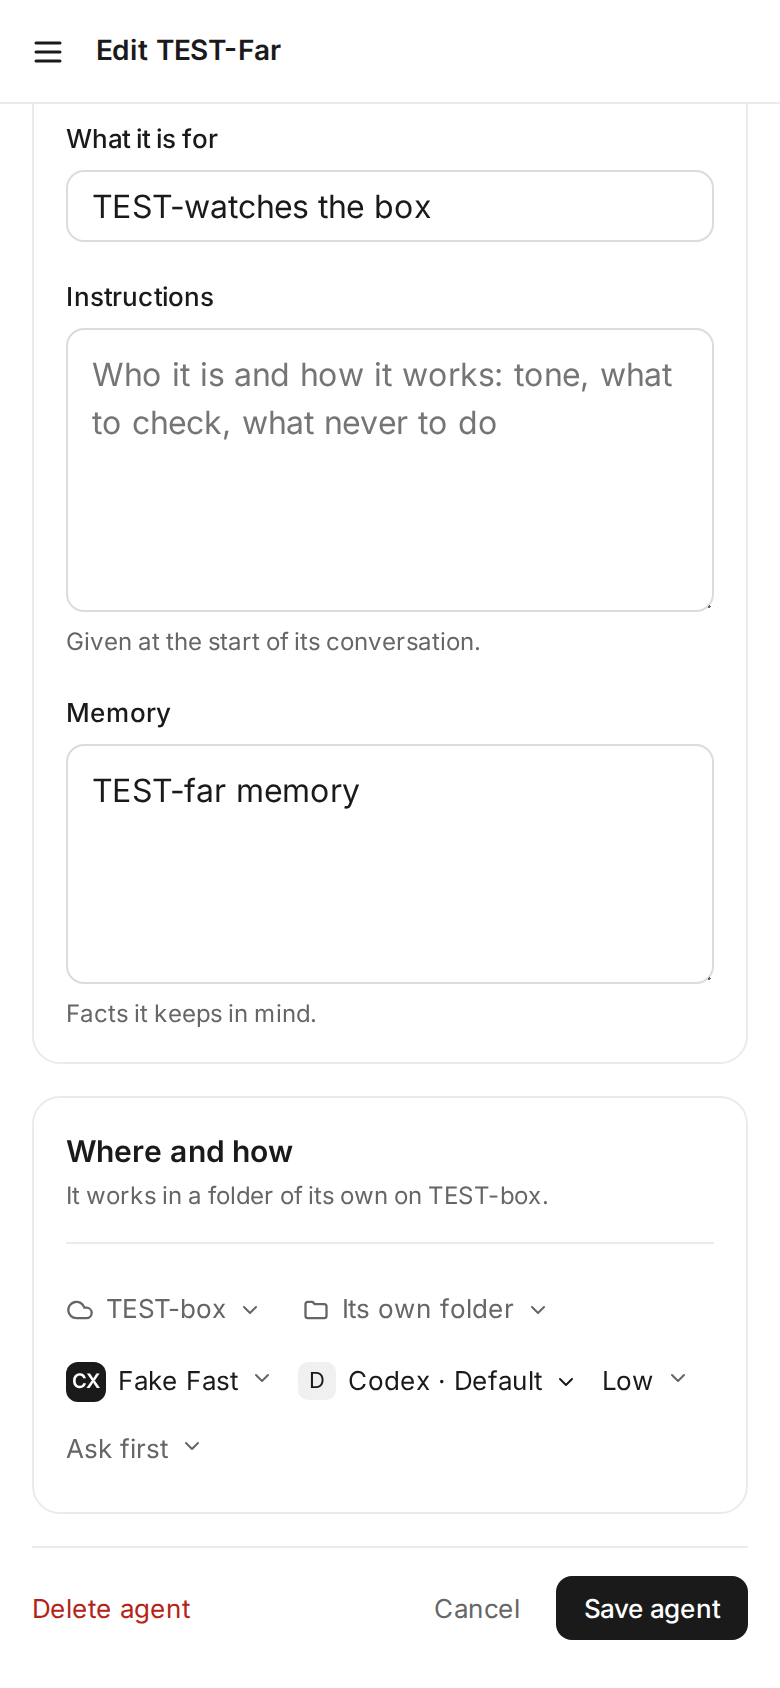 Edit TEST-Far
What it is for
TEST-watches the box
Instructions
Who it is and how it works: tone, what
to check, what never to do
Given at the start of its conversation.
Memory
TEST-far memory
Facts it keeps in mind.
Where and how
It works in a folder of its own on TEST-box.
TEST-box Its own folder
CX Fake Fast D Codex · Default Low
Ask first
Delete agent Cancel Save agent